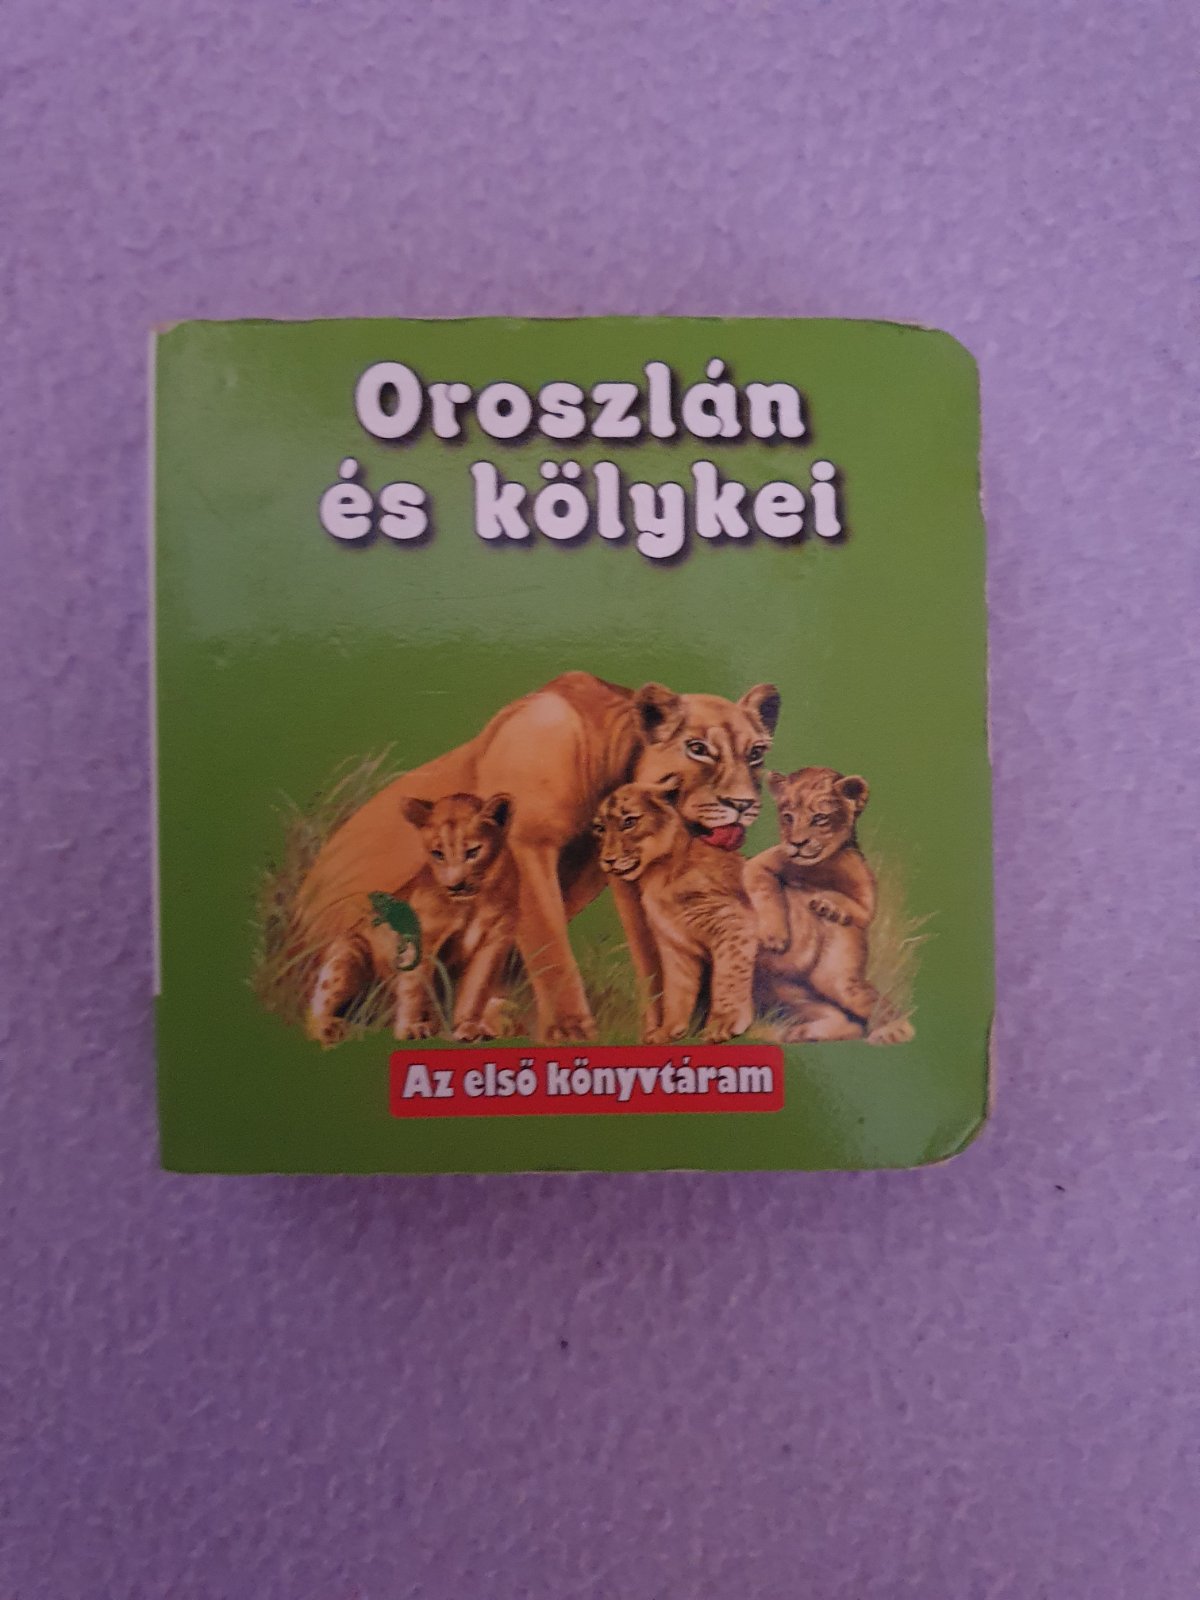 Oroszlán
és kölykei
Az első könyvtáram